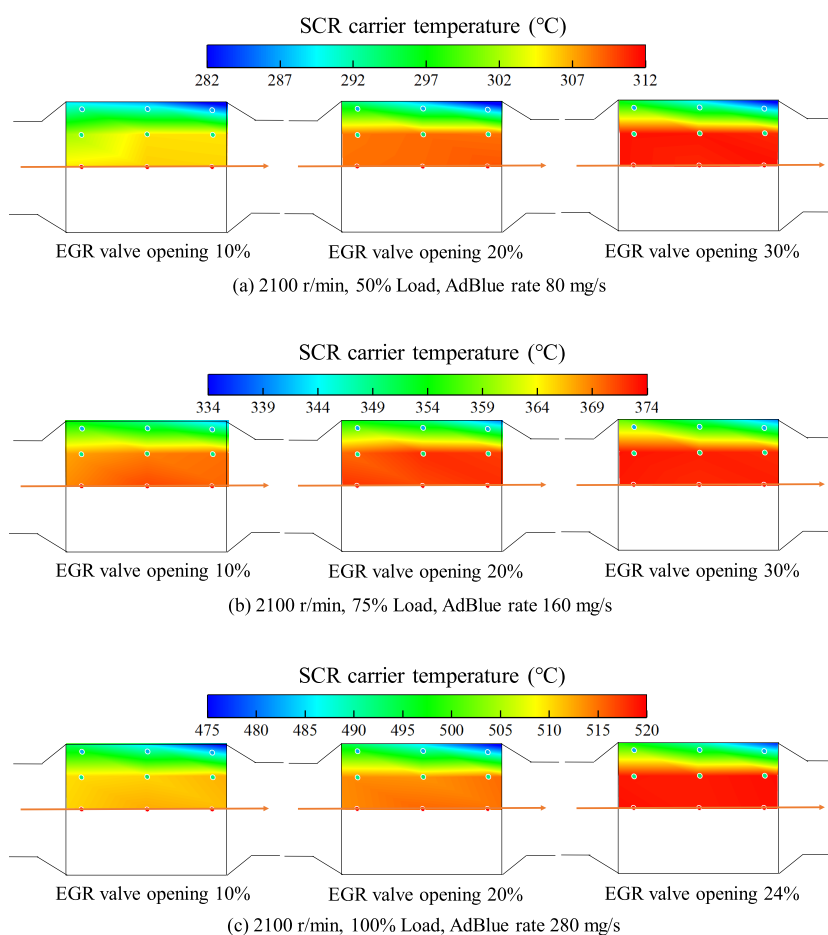 SCR carrier temperature (°C)
282 287 292 297 302 307 312
EGR valve opening 10% EGR valve opening 20% EGR valve opening 30%
(a) 2100 r/min, 50% Load, AdBlue rate 80 mg/s
SCR carrier temperature (°C)
334 339 344 349 354 359 364 369 374
EGR valve opening 10% EGR valve opening 20% EGR valve opening 30%
(b) 2100 r/min, 75% Load, AdBlue rate 160 mg/s
SCR carrier temperature (°C)
475 480 485 490 495 500 505 510 515 520
EGR valve opening 10% EGR valve opening 20% EGR valve opening 24%
(c) 2100 r/min, 100% Load, AdBlue rate 280 mg/s